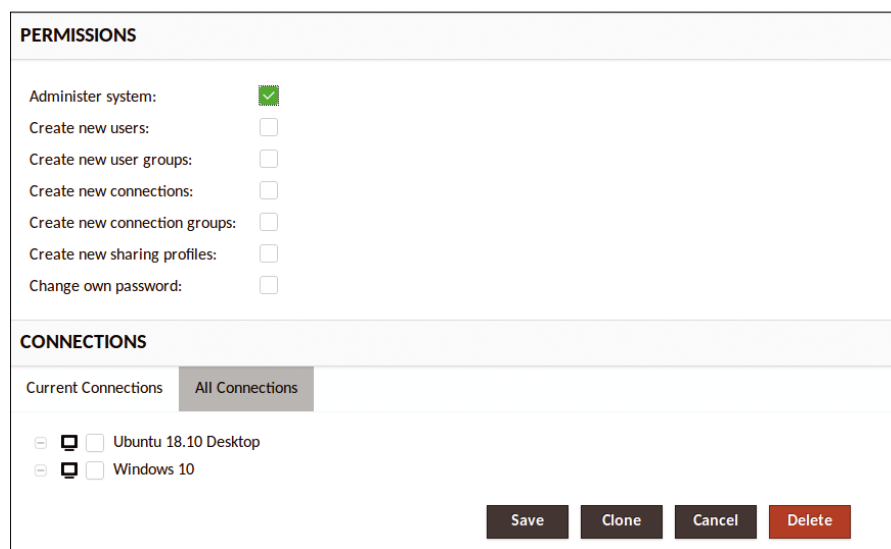 PERMISSIONS
Administer system:
Create new users:
Create new user groups:
Create new connections:
Create new connection groups:
Create new sharing profiles:
Change own password:
CONNECTIONS
Current Connections All Connections
Ubuntu 18.10 Desktop
Windows 10
Save Clone Cancel Delete